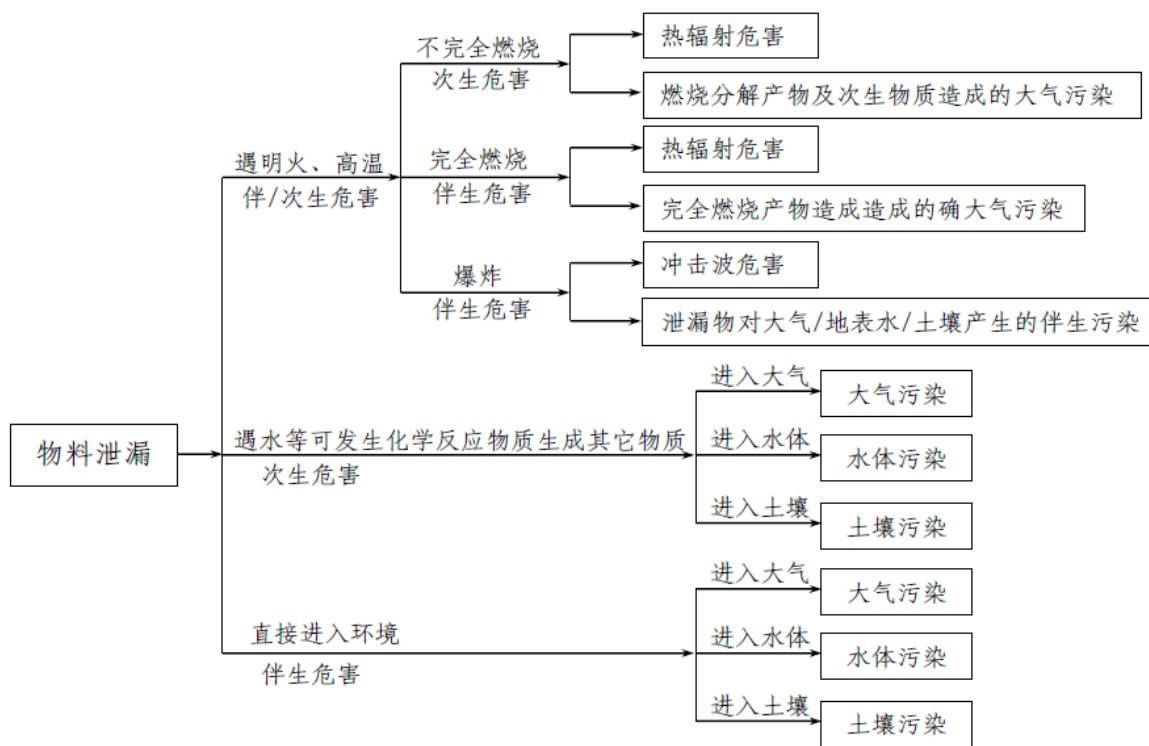 不完全燃烧
次生危害
热辐射危害
燃烧分解产物及次生物质造成的大气污染
遇明火、高温
伴/次生危害
完全燃烧
伴生危害
热辐射危害
完全燃烧产物造成造成的确大气污染
爆炸
伴生危害
冲击波危害
泄漏物对大气/地表水/土壤产生的伴生污染
物料泄漏
遇水等可发生化学反应物质生成其它物质
次生危害
进入大气
大气污染
进入水体
水体污染
进入土壤
土壤污染
直接进入环境
伴生危害
进入大气
大气污染
进入水体
水体污染
进入土壤
土壤污染